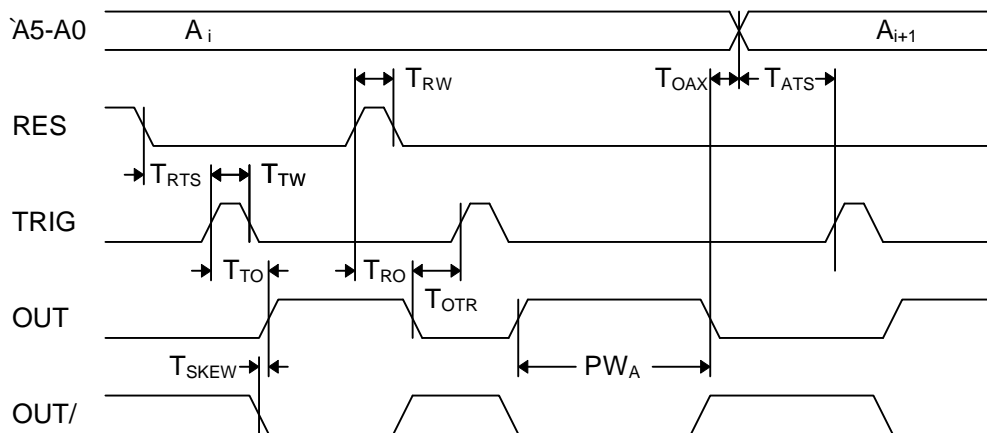 `A5-A0 A i A i+1
T RW T OAX T ATS
RES
T RTS T TW
TRIG
T TO T RO T OTR
OUT
T SKEW PW A
OUT/